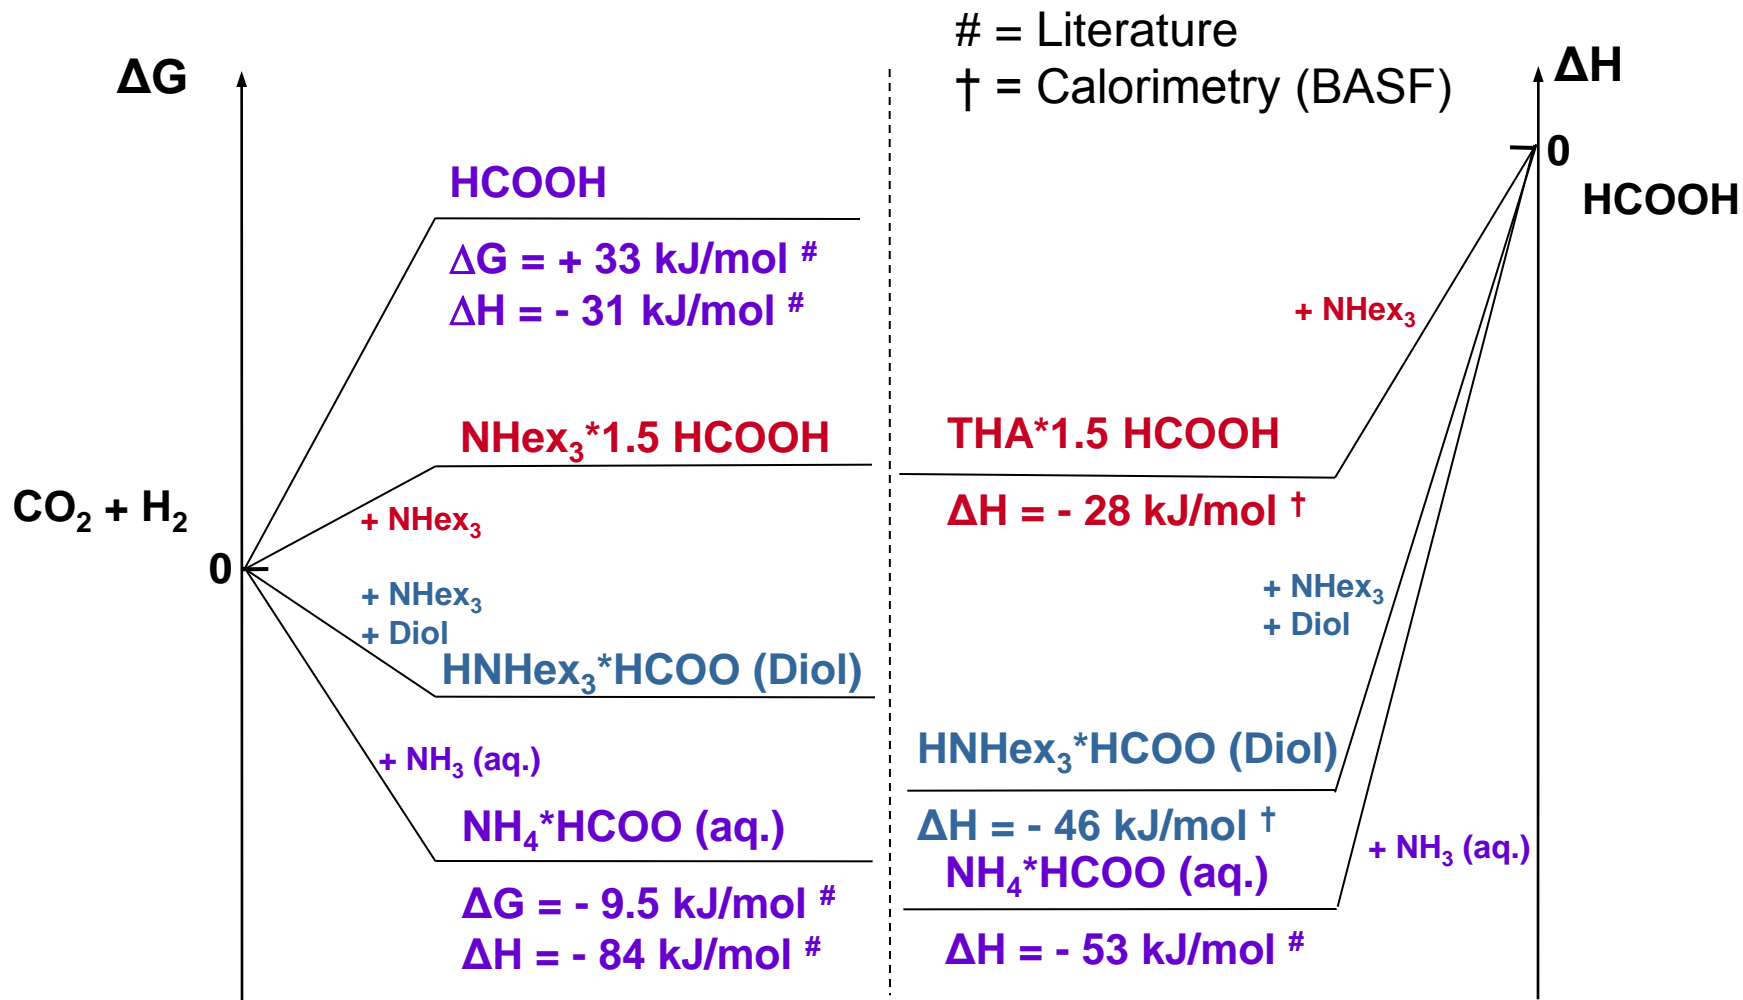 # = Literature
† = Calorimetry (BASF)
ΔG
ΔH
0
HCOOH
HCOOH
ΔG = + 33 kJ/mol #
ΔH = - 31 kJ/mol #
+ NHex₃
NHex₃*1.5 HCOOH
THA*1.5 HCOOH
CO₂ + H₂
+ NHex₃
ΔH = - 28 kJ/mol †
0
+ NHex₃
+ Diol
+ NHex₃
+ Diol
HNHex₃*HCOO (Diol)
+ NH₃ (aq.)
HNHex₃*HCOO (Diol)
NH₄*HCOO (aq.)
ΔH = - 46 kJ/mol †
+ NH₃ (aq.)
NH₄*HCOO (aq.)
ΔG = - 9.5 kJ/mol #
ΔH = - 84 kJ/mol #
ΔH = - 53 kJ/mol #